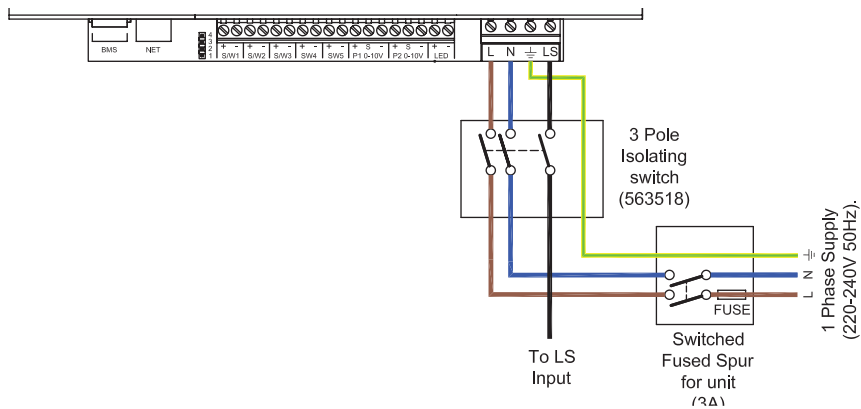 4
3
2
1
BMS
NET
+ - + - + - + - + - + S - + S - + -
S/W1 S/W2 S/W3 SW4 SW5 P1 0-10V P2 0-10V LED
L N LS
3 Pole
Isolating
switch
(563518)
1 Phase Supply
(220-240V 50Hz).
N
L
FUSE
Switched
Fused Spur
for unit
(3A)
To LS
Input